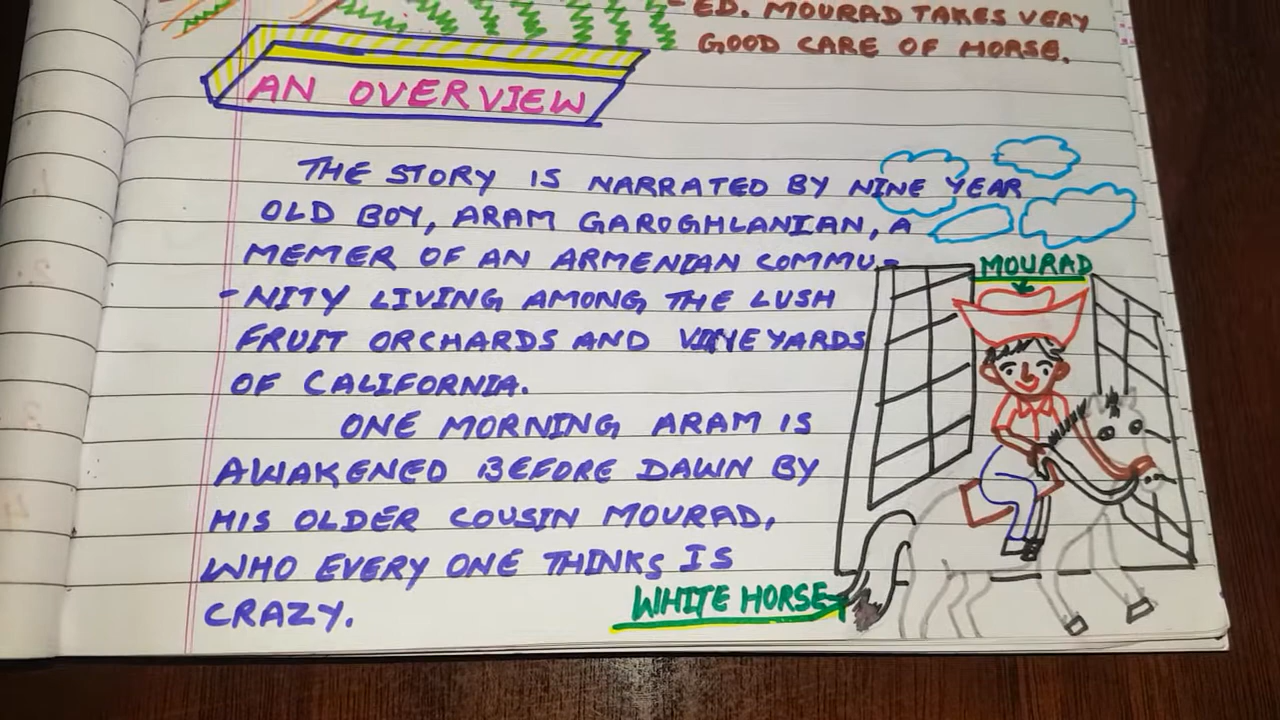 ED. MOURAD TAKES VERY
GOOD CARE OF HORSE.
AN OVERVIEW
THE STORY IS NARRATED BY NINE YEAR
OLD BOY, ARAM GAROGHLANIAN, A
MEMER OF AN ARMENIAN COMMU-
-NITY LIVING AMONG THE LUSH
FRUIT ORCHARDS AND VINEYARDS
OF CALIFORNIA.
ONE MORNING ARAM IS
AWAKENED BEFORE DAWN BY
HIS OLDER COUSIN MOURAD,
WHO EVERY ONE THINKS IS
CRAZY.
MOURAD
WHITE HORSE